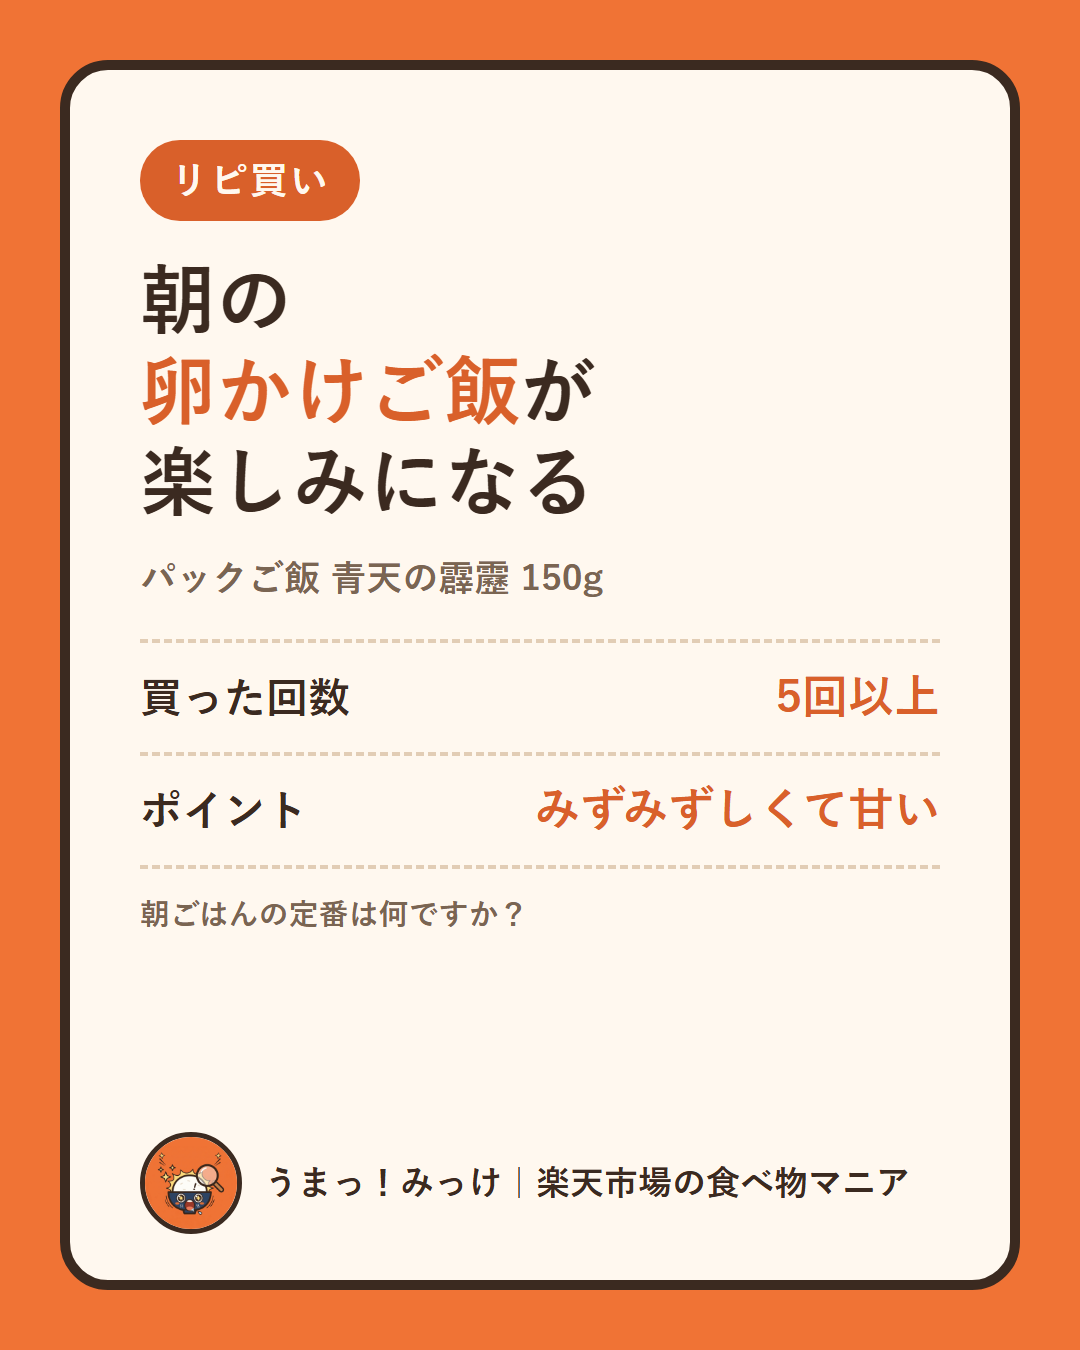 リピ買い
朝の
卵かけご飯が
楽しみになる
パックご飯 青天の霹靂 150g
買った回数 5回以上
ポイント みずみずしくて甘い
朝ごはんの定番は何ですか？
うまっ！みっけ｜楽天市場の食べ物マニア